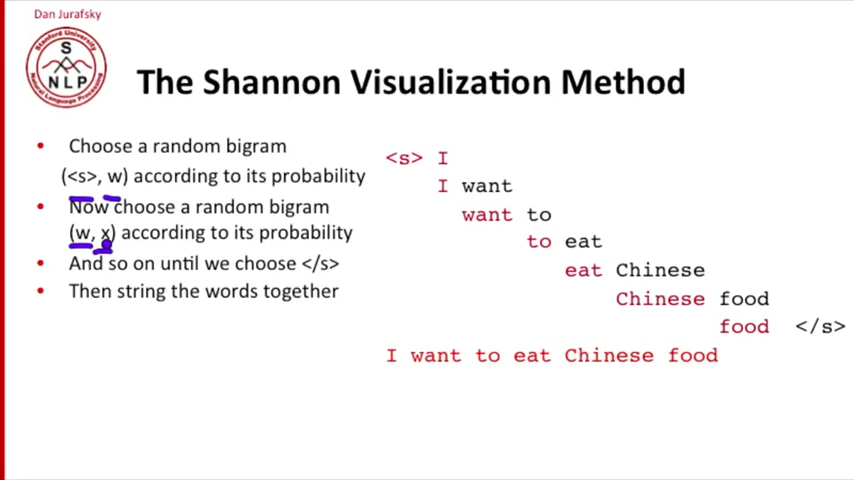 Dan Jurafsky
Stanford University
S
NLP
Natural Language Processing
The Shannon Visualization Method
• Choose a random bigram
(<s>, w) according to its probability
• Now choose a random bigram
(w, x) according to its probability
• And so on until we choose </s>
• Then string the words together
<s> I
I want
want to
to eat
eat Chinese
Chinese food
food </s>
I want to eat Chinese food